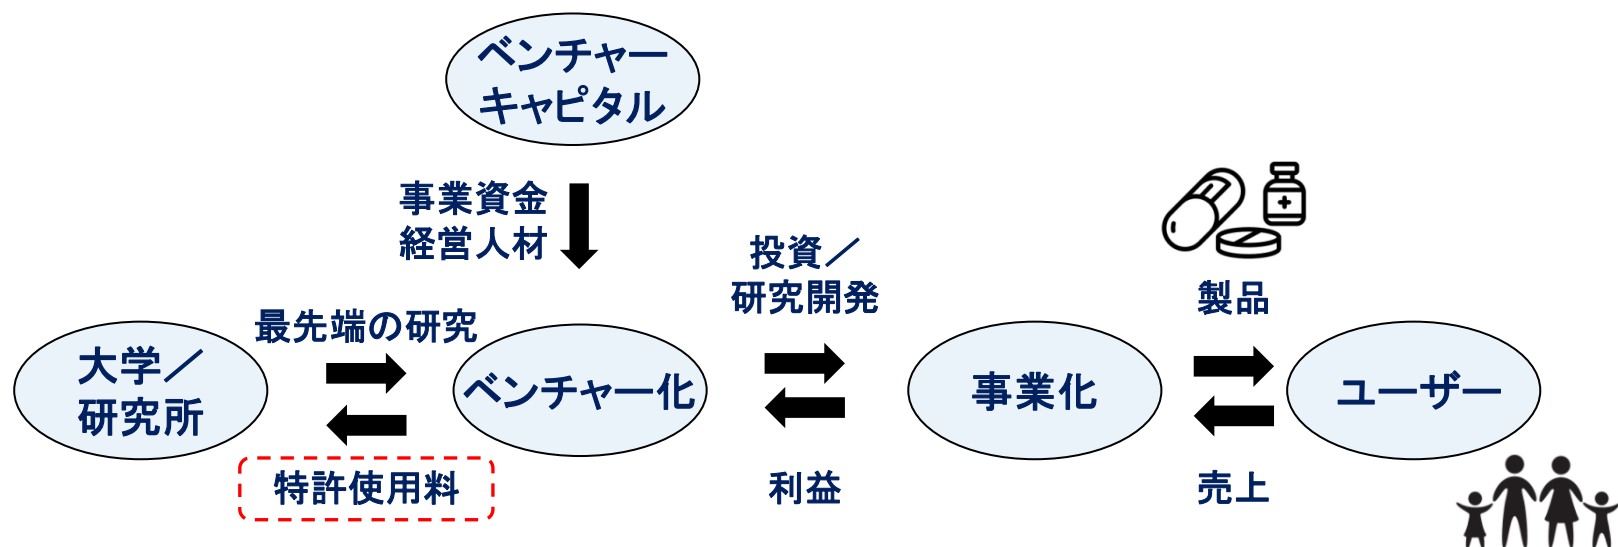 ベンチャー
キャピタル
事業資金
経営人材
投資／
研究開発
製品
最先端の研究
大学／
研究所
ベンチャー化
事業化
ユーザー
特許使用料
利益
売上